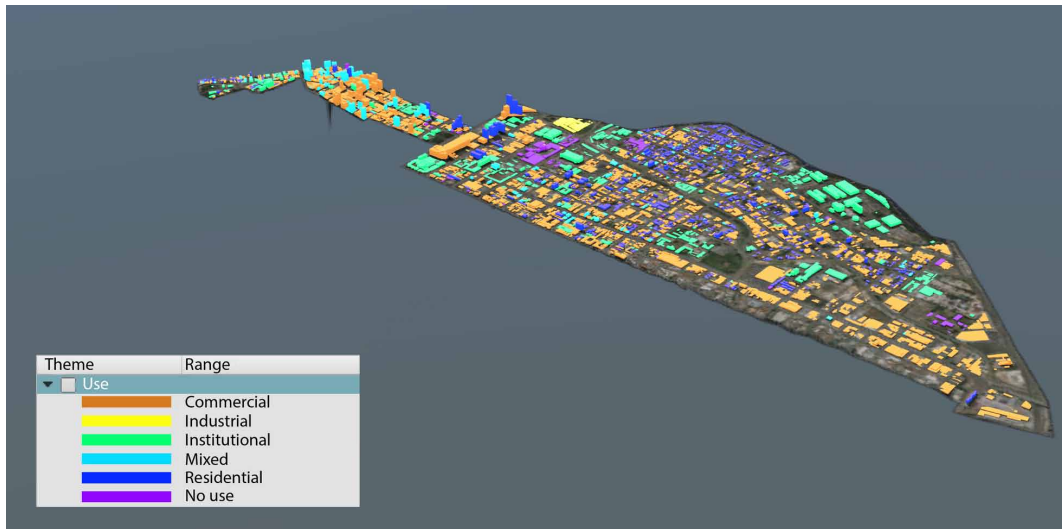 Theme Range
Use
Commercial
Industrial
Institutional
Mixed
Residential
No use